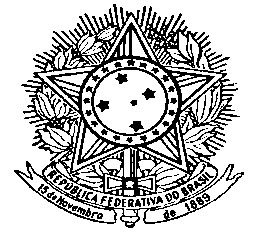 REPÚBLICA FEDERATIVA DO BRASIL
15 de Novembro de 1889